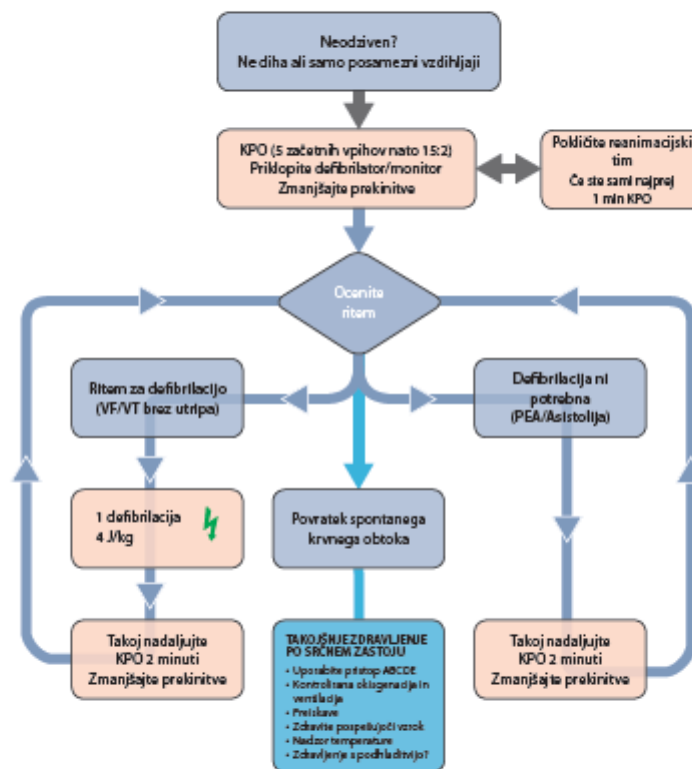 Neodziven?
Ne diha ali samo posamezni vzdihljaji
KPO (5 začetnih vpihov nato 15:2)
Priklopite defibrilator/monitor
Zmanjšajte prekinitve
Pokličite reanimacijski
tim
Če ste sami najprej
1 min KPO
Ocenite
ritem
Ritem za defibrilacijo
(VF/VT brez utripa)
Defibrilacija ni
potrebna
(PEA/Asistolija)
1 defibrilacija
4 J/kg
Povratek spontanega
krvnega obtoka
Takoj nadaljujte
KPO 2 minuti
Zmanjšajte prekinitve
TAKOJŠNJE ZDRAVLJENJE
PO SRČNEM ZASTOJU
• Uporabite pristop ABCDE
• Kontrolirana oksigenacija in
ventilacija
• Preiskave
• Zdravite pospešujoči vzrok
• Nadzor temperature
• Zdravljenje s podhladitvijo?
Takoj nadaljujte
KPO 2 minuti
Zmanjšajte prekinitve